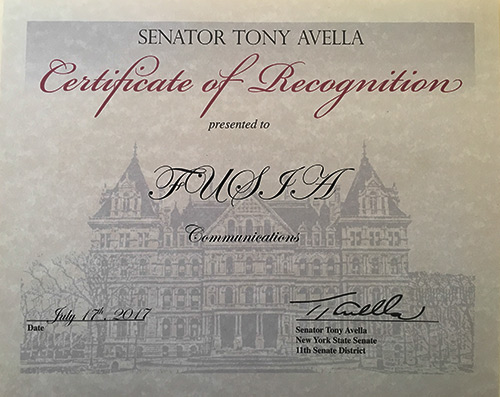 SENATOR TONY AVELLA
Certificate of Recognition
presented to
FUSIA
Communications
July 17th, 2017
Date
T Avella
Senator Tony Avella
New York State Senate
11th Senate District